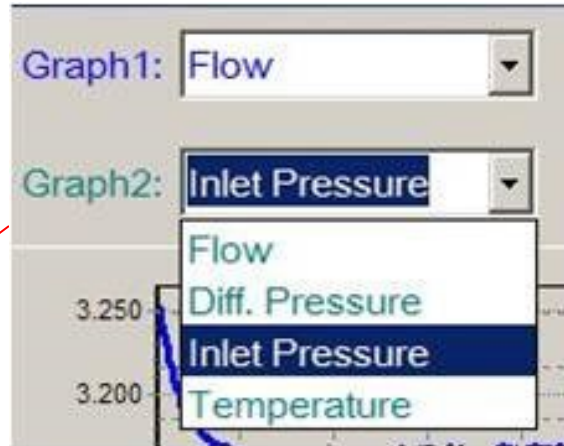 Graph1: Flow
Graph2: Inlet Pressure
Flow
Diff. Pressure
Inlet Pressure
Temperature
3.250
3.200